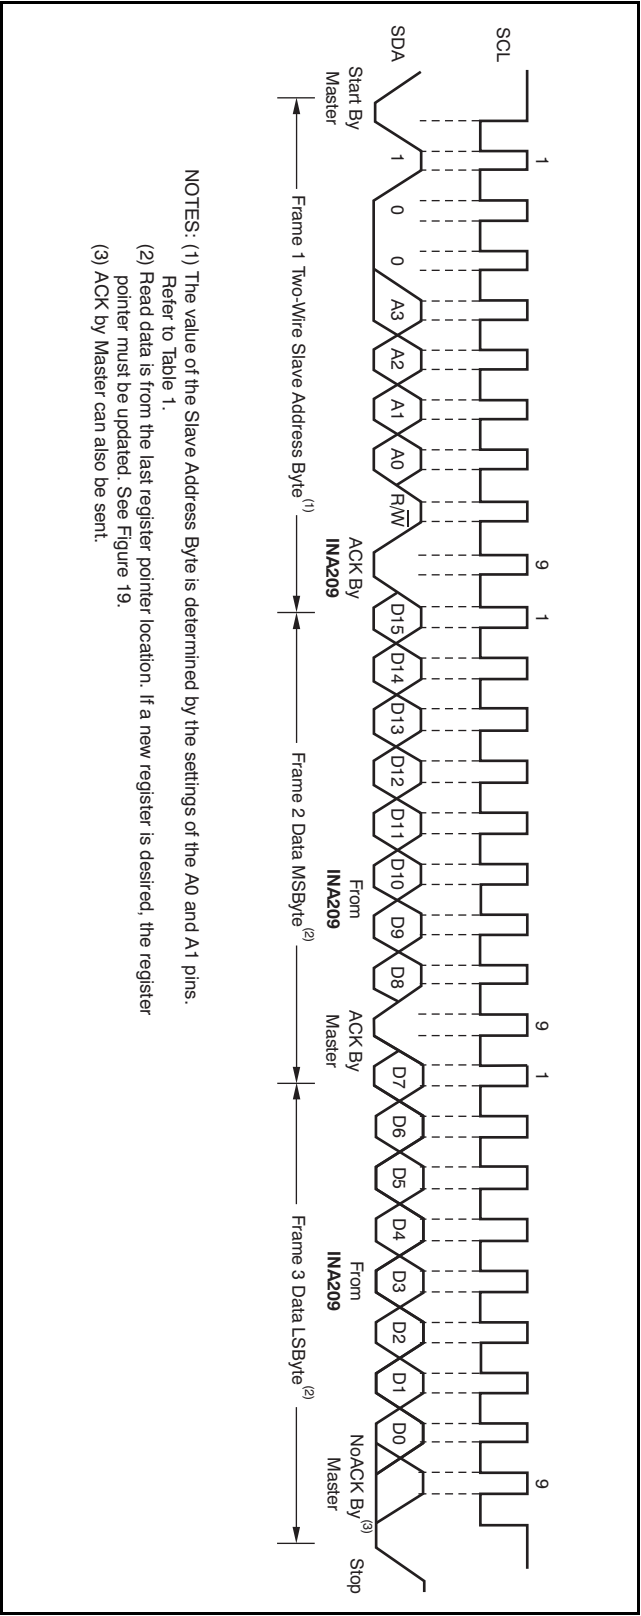 1 9 1 9 1 9
SCL
SDA 1 0 0 A3 A2 A1 A0 R/W D15 D14 D13 D12 D11 D10 D9 D8 D7 D6 D5 D4 D3 D2 D1 D0
Start By
Master
ACK By
INA209
From
INA209
ACK By
Master
From
INA209
NoACK By(3)
Master
Stop
Frame 1 Two-Wire Slave Address Byte(1)
Frame 2 Data MSByte(2)
Frame 3 Data LSByte(2)
NOTES: (1) The value of the Slave Address Byte is determined by the settings of the A0 and A1 pins.
Refer to Table 1.
(2) Read data is from the last register pointer location. If a new register is desired, the register
pointer must be updated. See Figure 19.
(3) ACK by Master can also be sent.